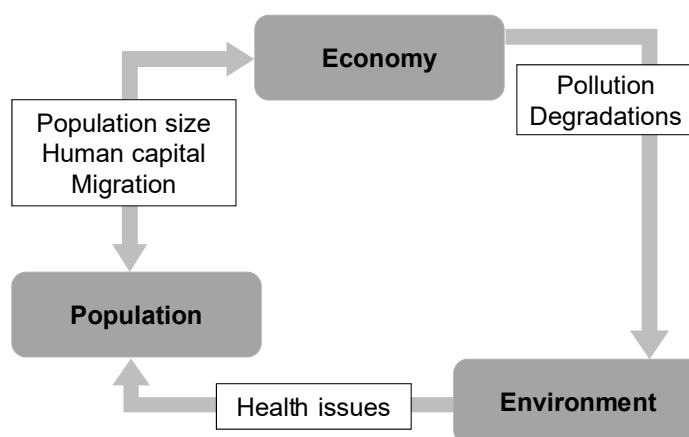 Economy
Pollution
Degradations
Population size
Human capital
Migration
Population
Health issues
Environment